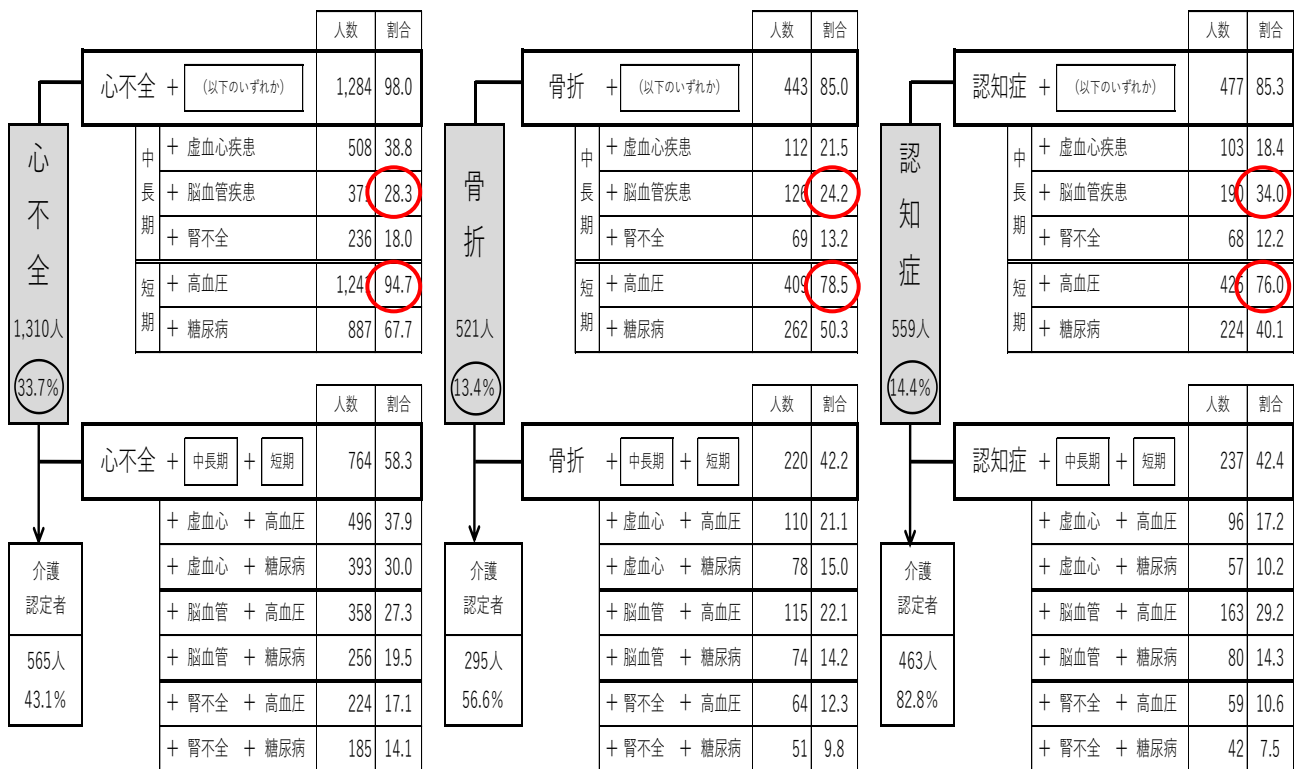 人数 割合
心不全 + (以下のいずれか) 1,284 98.0
中長期
+ 虚血心疾患 508 38.8
+ 脳血管疾患 371 28.3
+ 腎不全 236 18.0
短期
+ 高血圧 1,241 94.7
+ 糖尿病 887 67.7
心不全
1,310人
33.7%
人数 割合
心不全 + 中長期 + 短期 764 58.3
+ 虚血心 + 高血圧 496 37.9
+ 虚血心 + 糖尿病 393 30.0
+ 脳血管 + 高血圧 358 27.3
+ 脳血管 + 糖尿病 256 19.5
+ 腎不全 + 高血圧 224 17.1
+ 腎不全 + 糖尿病 185 14.1
介護
認定者
565人
43.1%
人数 割合
骨折 + (以下のいずれか) 443 85.0
中長期
+ 虚血心疾患 112 21.5
+ 脳血管疾患 126 24.2
+ 腎不全 69 13.2
短期
+ 高血圧 409 78.5
+ 糖尿病 262 50.3
骨折
521人
13.4%
人数 割合
骨折 + 中長期 + 短期 220 42.2
+ 虚血心 + 高血圧 110 21.1
+ 虚血心 + 糖尿病 78 15.0
+ 脳血管 + 高血圧 115 22.1
+ 脳血管 + 糖尿病 74 14.2
+ 腎不全 + 高血圧 64 12.3
+ 腎不全 + 糖尿病 51 9.8
介護
認定者
295人
56.6%
人数 割合
認知症 + (以下のいずれか) 477 85.3
中長期
+ 虚血心疾患 103 18.4
+ 脳血管疾患 190 34.0
+ 腎不全 68 12.2
短期
+ 高血圧 425 76.0
+ 糖尿病 224 40.1
認知症
559人
14.4%
人数 割合
認知症 + 中長期 + 短期 237 42.4
+ 虚血心 + 高血圧 96 17.2
+ 虚血心 + 糖尿病 57 10.2
+ 脳血管 + 高血圧 163 29.2
+ 脳血管 + 糖尿病 80 14.3
+ 腎不全 + 高血圧 59 10.6
+ 腎不全 + 糖尿病 42 7.5
介護
認定者
463人
82.8%